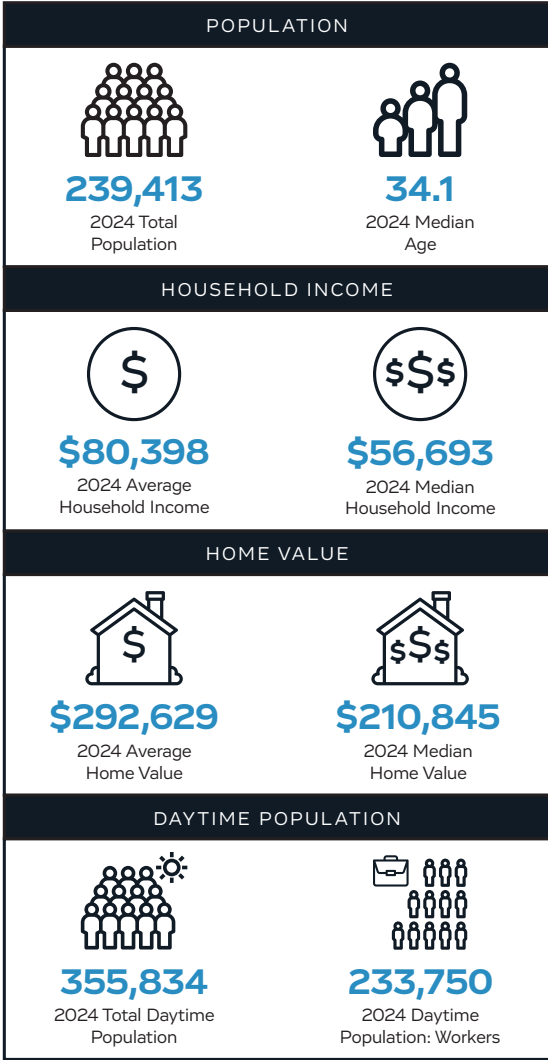 POPULATION
239,413
2024 Total
Population
34.1
2024 Median
Age
HOUSEHOLD INCOME
$
$80,398
2024 Average
Household Income
$$$
$56,693
2024 Median
Household Income
HOME VALUE
$
$292,629
2024 Average
Home Value
$$$
$210,845
2024 Median
Home Value
DAYTIME POPULATION
355,834
2024 Total Daytime
Population
233,750
2024 Daytime
Population: Workers